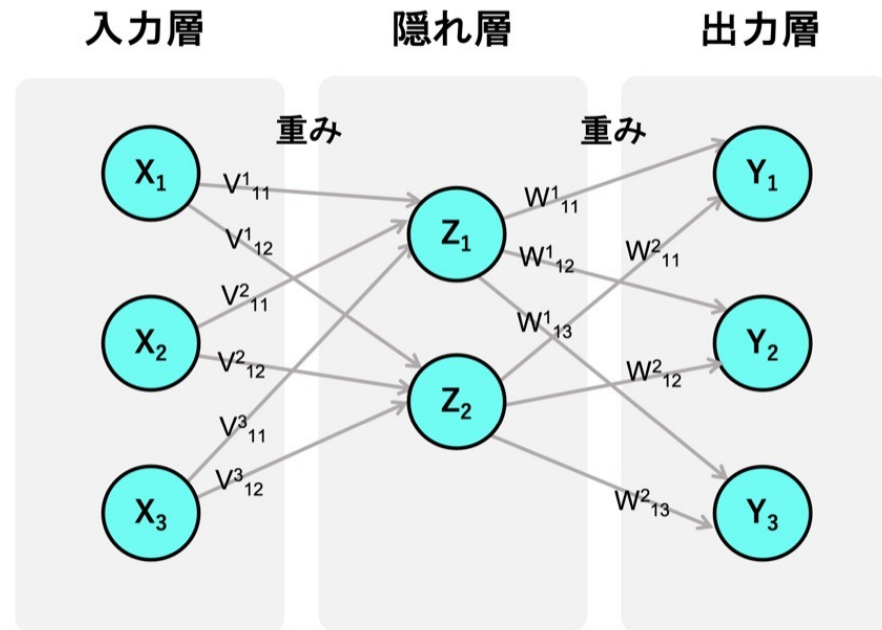 入力層
隠れ層
出力層
重み
重み
X₁
X₂
X₃
V¹₁₁
V¹₁₂
V²₁₁
V²₁₂
V³₁₁
V³₁₂
Z₁
Z₂
W¹₁₁
W¹₁₂
W¹₁₃
W²₁₁
W²₁₂
W²₁₃
Y₁
Y₂
Y₃